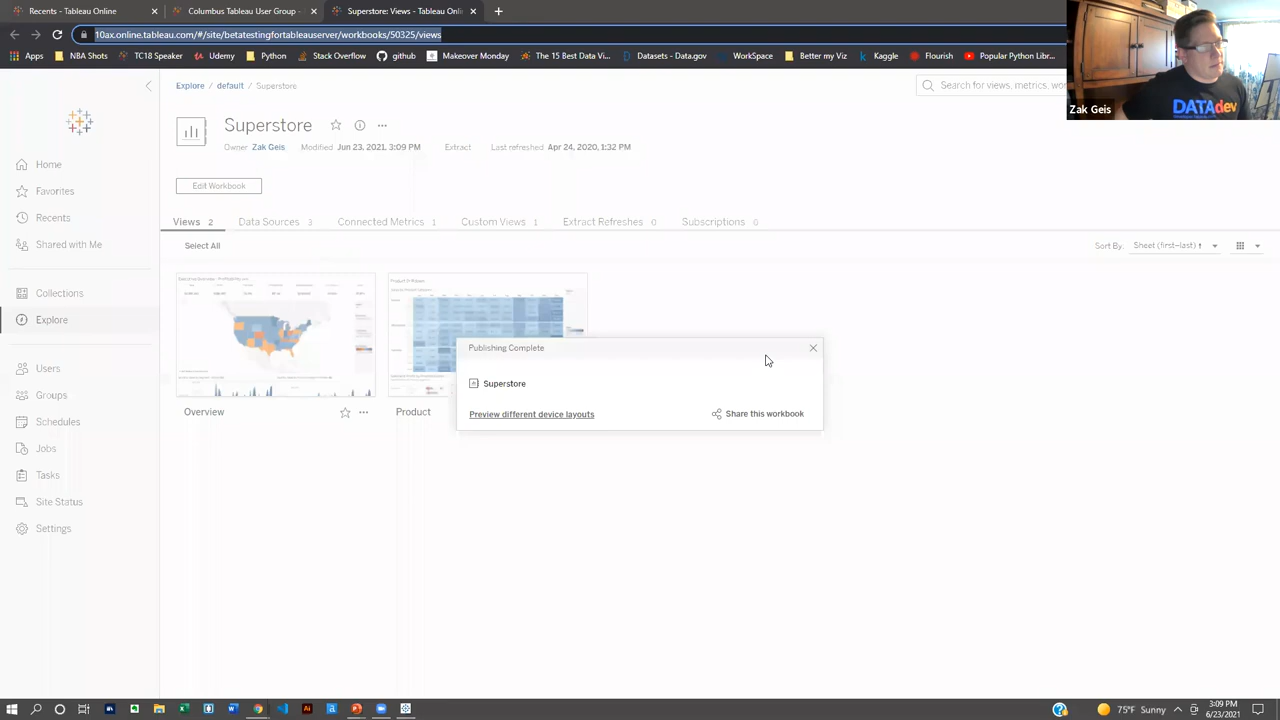 Recents - Tableau Online
Columbus Tableau User Group -
Superstore: Views - Tableau Onli
10ax.online.tableau.com/#/site/betatestingfortableauserver/workbooks/50325/views
Apps
NBA Shots
TC18 Speaker
Udemy
Python
Stack Overflow
github
Makeover Monday
The Best Data Vi...
Datasets - Data.gov
WorkSpace
Better my Viz
Kaggle
Flourish
Popular Python Lib...
DATAdev
Zak Geis
Explore / default / Superstore
Search for views, metrics, wo
Superstore
Owner Zak Geis Modified Jun 23, 2021, 3:09 PM Extract Last refreshed Apr 24, 2020, 1:32 PM
Edit Workbook
Home
Favorites
Recents
Shared with Me
Collections
Explore
Users
Groups
Schedules
Jobs
Tasks
Site Status
Settings
Views 2
Data Sources 3
Connected Metrics 1
Custom Views 1
Extract Refreshes 0
Subscriptions 0
Select All
Sort By: Sheet (first–last) ↑
Overview
Product
Publishing Complete
Superstore
Preview different device layouts
Share this workbook
75°F Sunny
3:09 PM
6/23/2021